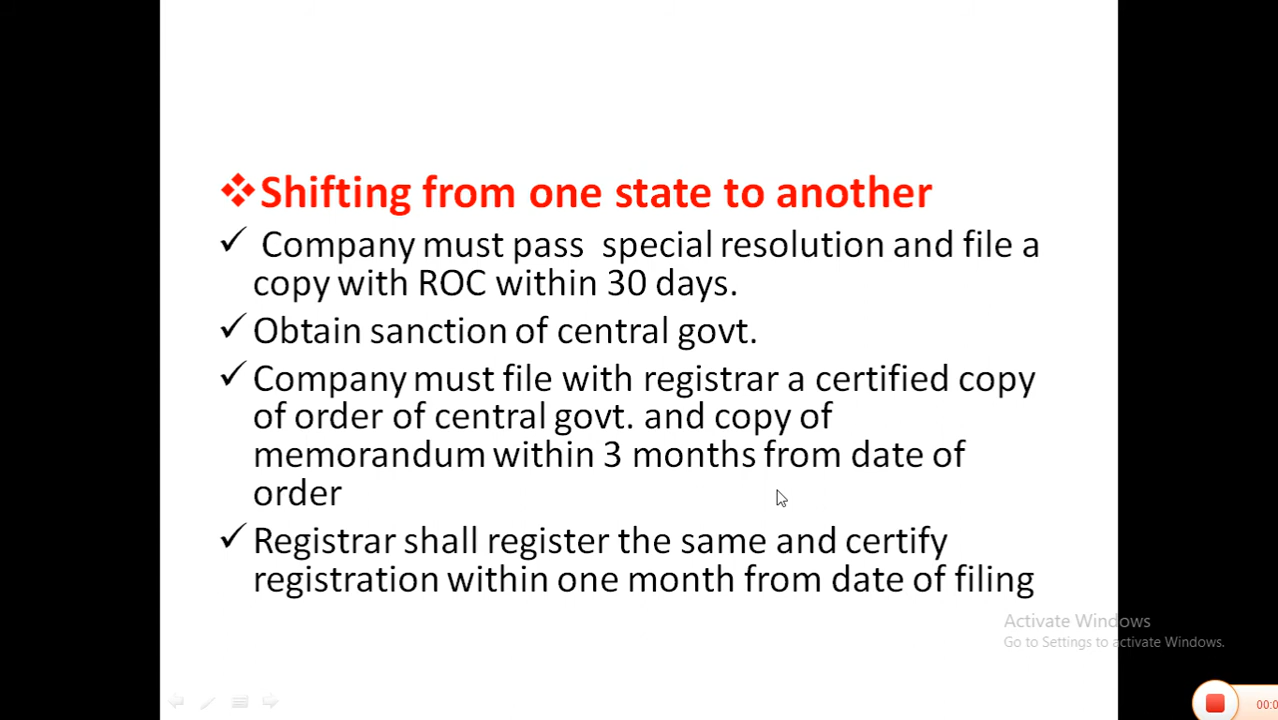 Shifting from one state to another
Company must pass special resolution and file a
copy with ROC within 30 days.
Obtain sanction of central govt.
Company must file with registrar a certified copy
of order of central govt. and copy of
memorandum within 3 months from date of
order
Registrar shall register the same and certify
registration within one month from date of filing
Activate Windows
Go to Settings to activate Windows.